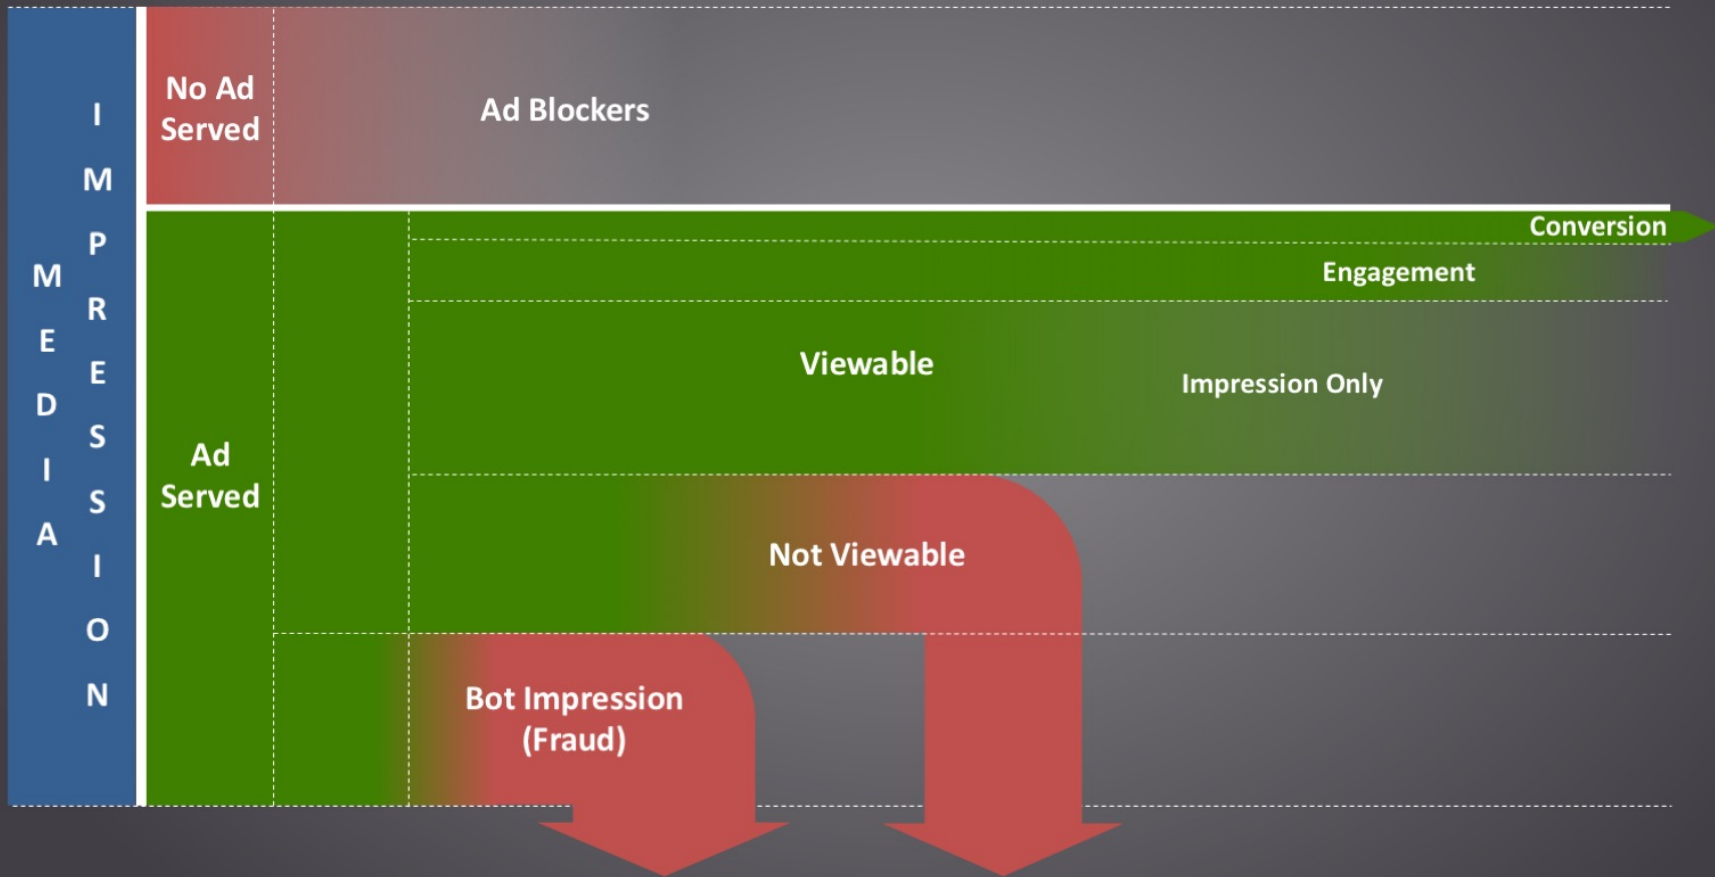 MEDIA
IMPRESSION
No Ad
Served
Ad Blockers
Conversion
Engagement
Viewable
Impression Only
Ad
Served
Not Viewable
Bot Impression
(Fraud)